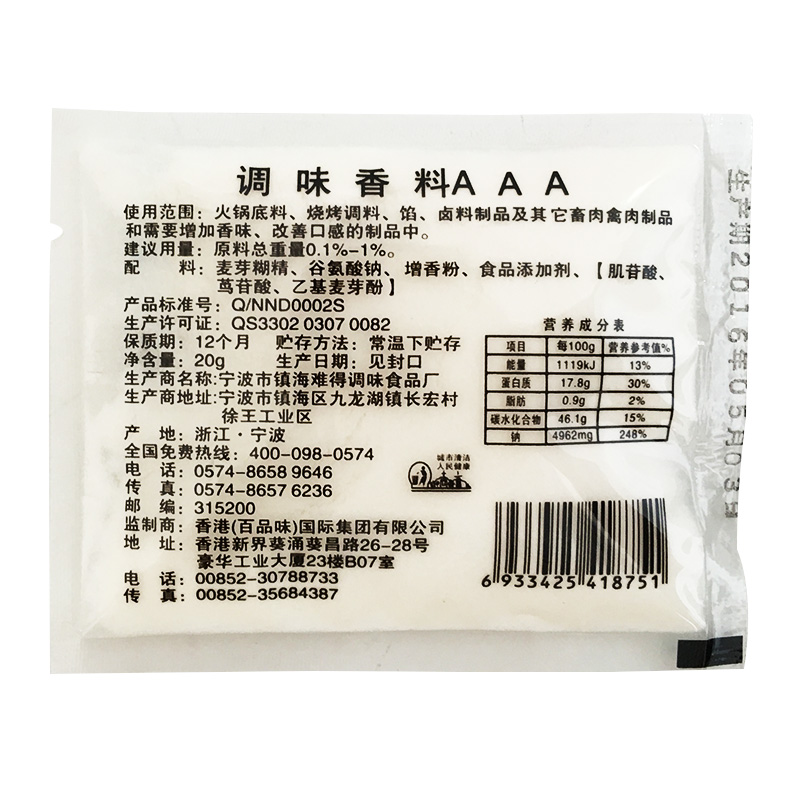 调味香料A A A
使用范围：火锅底料、烧烤调料、馅、卤料制品及其它畜肉禽肉制品
和需要增加香味、改善口感的制品中。
建议用量：原料总重量0.1%-1%。
配 料：麦芽糊精、谷氨酸钠、增香粉、食品添加剂、【肌苷酸、
苣苷酸、乙基麦芽酚】
产品标准号：Q/NND0002S
生产许可证：QS3302 0307 0082
保质期：12个月 贮存方法：常温下贮存
净含量：20g 生产日期：见封口
生产商名称:宁波市镇海难得调味食品厂
生产商地址:宁波市镇海区九龙湖镇长宏村
徐王工业区
产 地：浙江·宁波
全国免费热线：400-098-0574
电 话：0574-8658 9646
传 真：0574-8657 6236
邮 编：315200
监制商：香港(百品味)国际集团有限公司
地 址：香港新界葵涌葵昌路26-28号
豪华工业大厦23楼B07室
电 话：00852-30788733
传 真：00852-35684387
营养成分表
项目 每100g 营养参考值%
能量 1119kJ 13%
蛋白质 17.8g 30%
脂肪 0.9g 2%
碳水化合物 46.1g 15%
钠 4962mg 248%
城市清洁
人民健康
6 933425 418751
生产期2016年05月03日